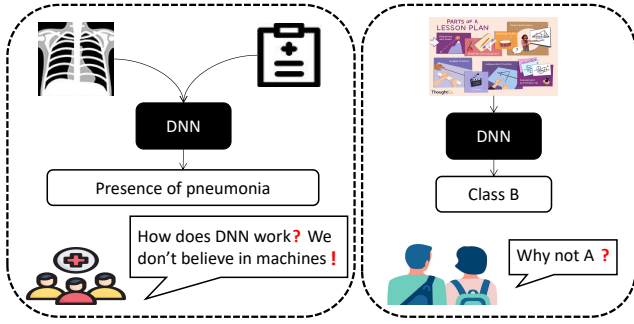 DNN
Presence of pneumonia
How does DNN work? We
don't believe in machines!
PARTS OF A
LESSON PLAN
ThoughtCo.
DNN
Class B
Why not A ?